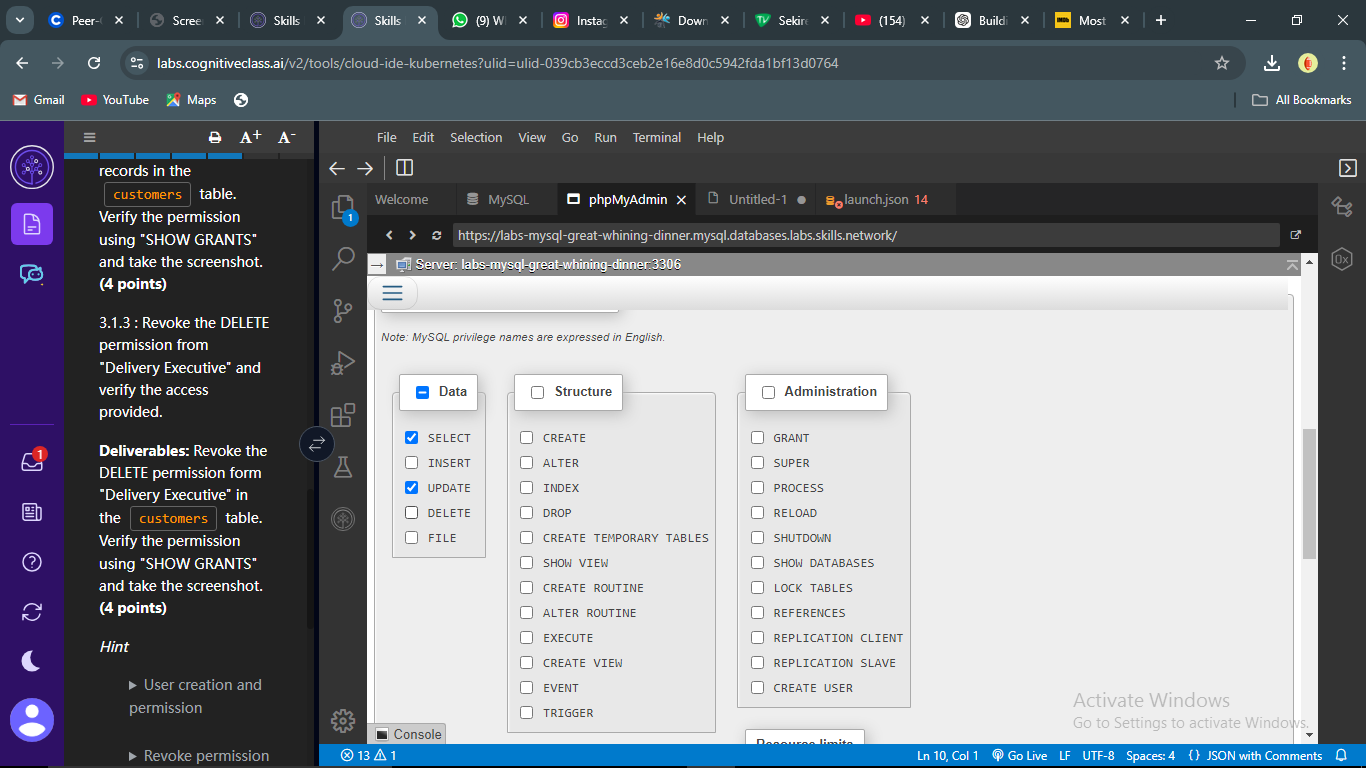 Peer-
Scree
Skills
Skills
(9) W
Instag
Down
Sekire
(154)
Buildi
Most
labs.cognitiveclass.ai/v2/tools/cloud-ide-kubernetes?ulid=ulid-039cb3eccd3ceb2e16e8d0c5942fda1bf13d0764
Gmail
YouTube
Maps
All Bookmarks
A+ A-
File Edit Selection View Go Run Terminal Help
Welcome
MySQL
phpMyAdmin
Untitled-1
launch.json 14
https://labs-mysql-great-whining-dinner.mysql.databases.labs.skills.network/
Server: labs-mysql-great-whining-dinner:3306
records in the
customers table.
Verify the permission
using "SHOW GRANTS"
and take the screenshot.
(4 points)
3.1.3 : Revoke the DELETE
permission from
"Delivery Executive" and
verify the access
provided.
Deliverables: Revoke the
DELETE permission form
"Delivery Executive" in
the customers table.
Verify the permission
using "SHOW GRANTS"
and take the screenshot.
(4 points)
Hint
User creation and
permission
Revoke permission
1
1
0x
Note: MySQL privilege names are expressed in English.
Data
SELECT
INSERT
UPDATE
DELETE
FILE
Structure
CREATE
ALTER
INDEX
DROP
CREATE TEMPORARY TABLES
SHOW VIEW
CREATE ROUTINE
ALTER ROUTINE
EXECUTE
CREATE VIEW
EVENT
TRIGGER
Administration
GRANT
SUPER
PROCESS
RELOAD
SHUTDOWN
SHOW DATABASES
LOCK TABLES
REFERENCES
REPLICATION CLIENT
REPLICATION SLAVE
CREATE USER
Resource limits
Console
Activate Windows
Go to Settings to activate Windows.
13 1
Ln 10, Col 1
Go Live
LF
UTF-8
Spaces: 4
{} JSON with Comments